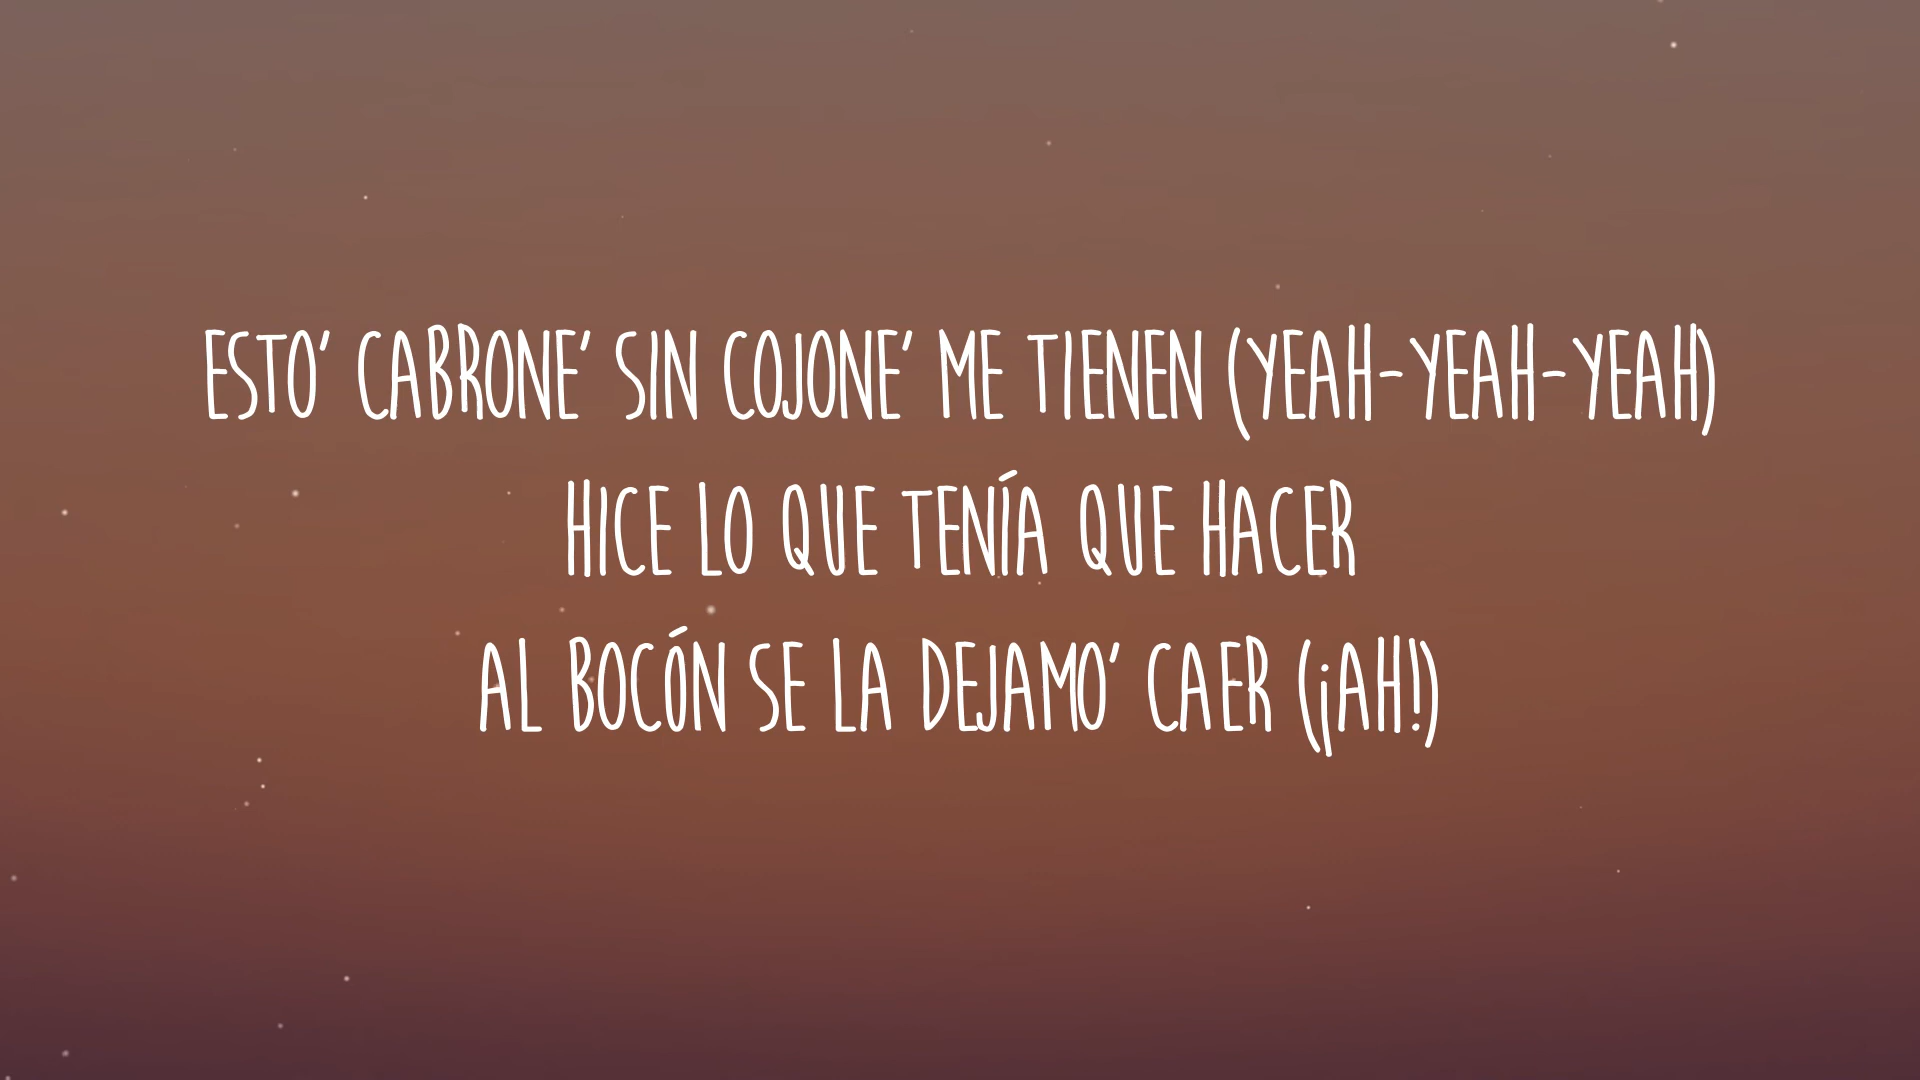 ESTO' CABRONE' SIN COJONE' ME TIENEN (YEAH-YEAH-YEAH)
HICE LO QUE TENÍA QUE HACER
AL BOCÓN SE LA DEJAMO' CAER (¡AH!)